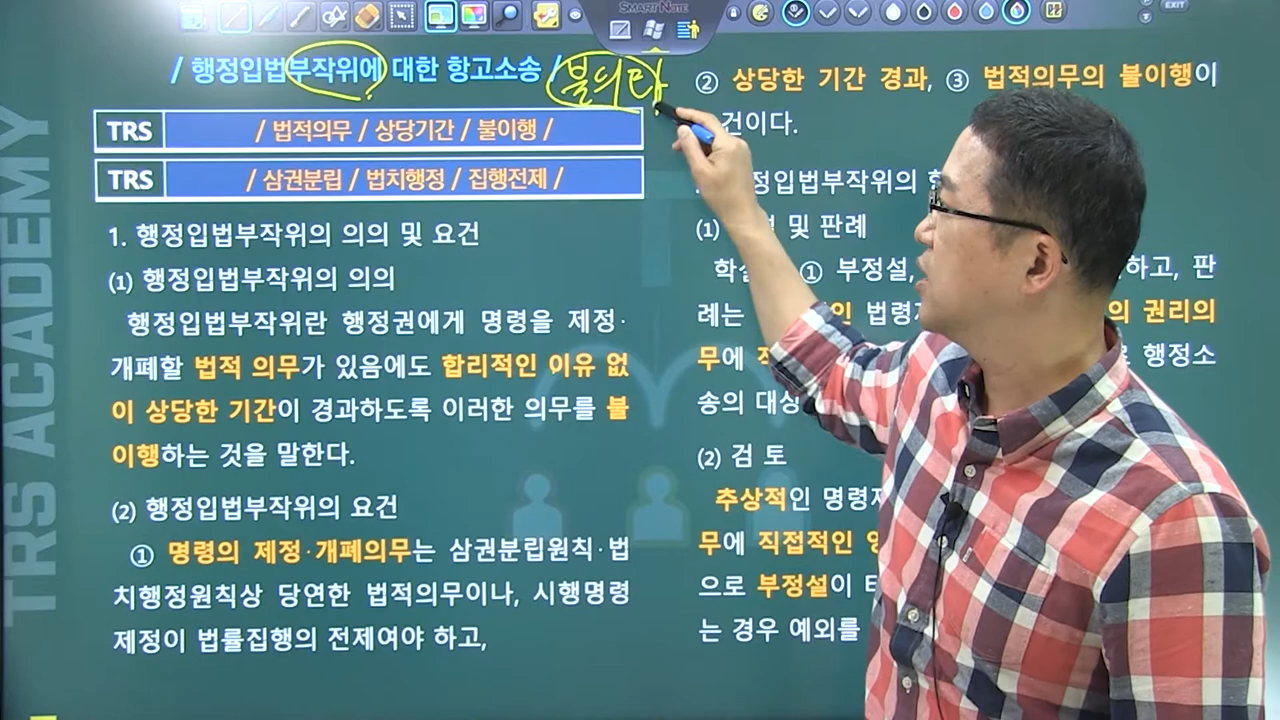 SMART NOTE
EXIT
TRS ACADEMY
/ 행정입법부작위에 대한 항고소송 /
불의타
TRS / 법적의무 / 상당기간 / 불이행 /
TRS / 삼권분립 / 법치행정 / 집행전제 /
1. 행정입법부작위의 의의 및 요건
(1) 행정입법부작위의 의의
행정입법부작위란 행정권에게 명령을 제정·
개폐할 법적 의무가 있음에도 합리적인 이유 없
이 상당한 기간이 경과하도록 이러한 의무를 불
이행하는 것을 말한다.
(2) 행정입법부작위의 요건
① 명령의 제정·개폐의무는 삼권분립원칙·법
치행정원칙상 당연한 법적의무이나, 시행명령
제정이 법률집행의 전제여야 하고,
② 상당한 기간 경과, ③ 법적의무의 불이행이
건이다.
정입법부작위의
(1) 및 판례
① 부정설, 하고, 판
례는 인 의 권리의
무에 행정소
송의 대상
(2) 검 토
추상적인
무에 직접적인
으로 부정설이
는 경우 예외를